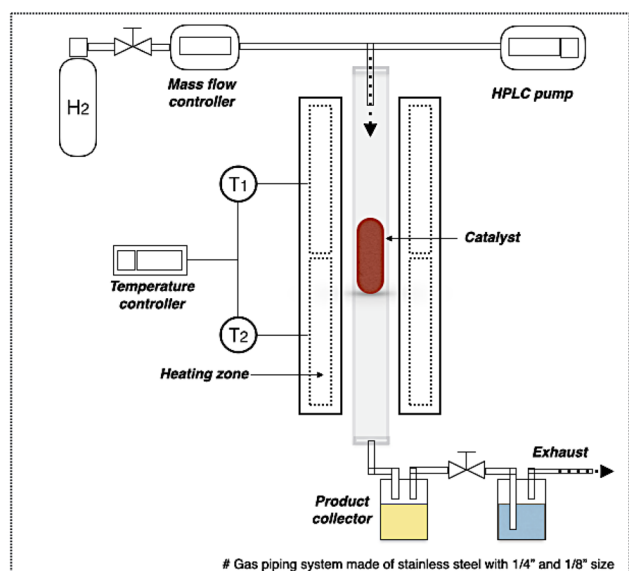 H2
Mass flow
controller
HPLC pump
T1
Catalyst
Temperature
controller
T2
Heating zone
Exhaust
Product
collector
# Gas piping system made of stainless steel with 1/4" and 1/8" size